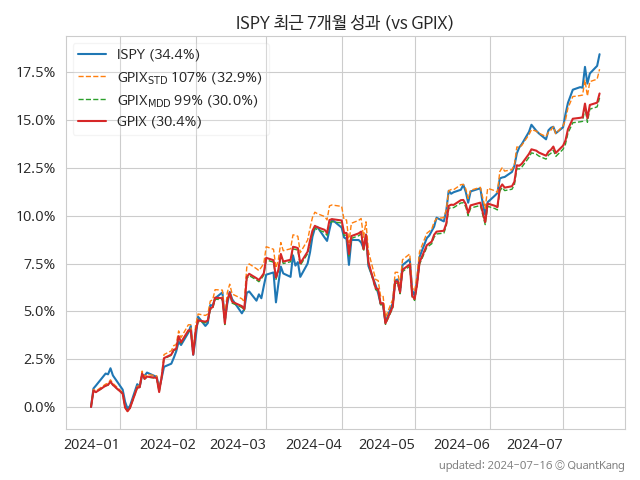 ISPY 최근 7개월 성과 (vs GPIX)
ISPY (34.4%)
GPIXSTD 107% (32.9%)
GPIXMDD 99% (30.0%)
GPIX (30.4%)
17.5%
15.0%
12.5%
10.0%
7.5%
5.0%
2.5%
0.0%
2024-01 2024-02 2024-03 2024-04 2024-05 2024-06 2024-07
updated: 2024-07-16 © QuantKang